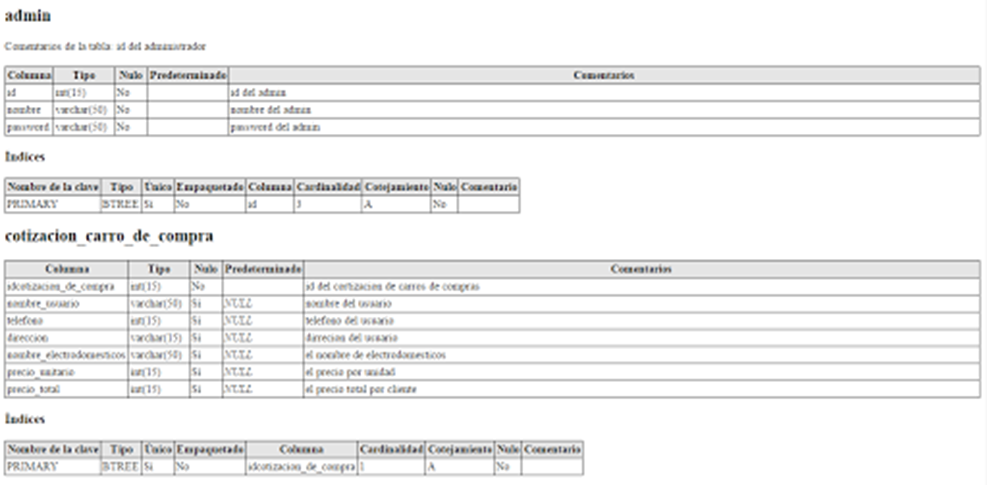 admin
Comentarios de la tabla: id del administrador
Columna Tipo Nulo Predeterminado Comentarios
id int(15) No id del admin
nombre varchar(50) No nombre del admin
password varchar(50) No password del admin
Índices
Nombre de la clave Tipo Único Empaquetado Columna Cardinalidad Cotejamiento Nulo Comentario
PRIMARY BTREE Sí No id 3 A No
cotizacion_carro_de_compra
Columna Tipo Nulo Predeterminado Comentarios
idcotizacion_de_compra int(15) No id del cortizacion de carros de compras
nombre_usuario varchar(50) Sí NULL nombre del usuario
telefono int(15) Sí NULL telefono del usuario
direccion varchar(15) Sí NULL dirrecion del usuario
nombre_electrodomesticos varchar(50) Sí NULL el nombre de electrodomesticos
precio_unitario int(15) Sí NULL el precio por unidad
precio_total int(15) Sí NULL el precio total por cliente
Índices
Nombre de la clave Tipo Único Empaquetado Columna Cardinalidad Cotejamiento Nulo Comentario
PRIMARY BTREE Sí No idcotizacion_de_compra 1 A No